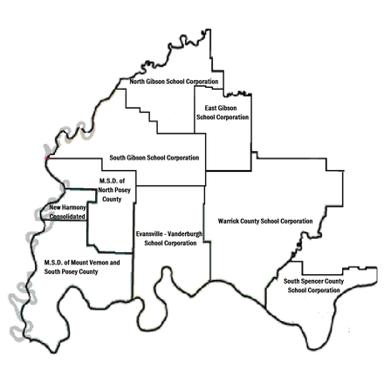 North Gibson School Corporation
East Gibson
School Corporation
South Gibson School Corporation
M.S.D. of
North Posey
County
New Harmony
Consolidated
Warrick County School Corporation
Evansville - Vanderburgh
School Corporation
M.S.D. of Mount Vernon and
South Posey County
South Spencer County
School Corporation